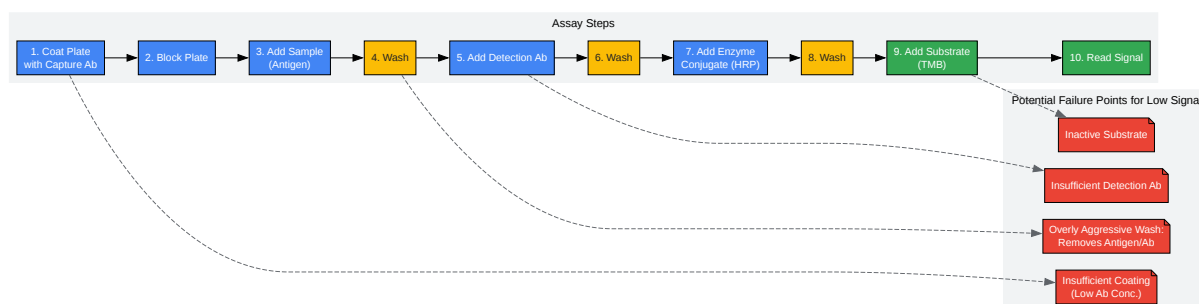 Assay Steps
1. Coat Plate
with Capture Ab
2. Block Plate
3. Add Sample
(Antigen)
4. Wash
5. Add Detection Ab
6. Wash
7. Add Enzyme
Conjugate (HRP)
8. Wash
9. Add Substrate
(TMB)
10. Read Signal
Potential Failure Points for Low Signa
Inactive Substrate
Insufficient Detection Ab
Overly Aggressive Wash:
Removes Antigen/Ab
Insufficient Coating
(Low Ab Conc.)